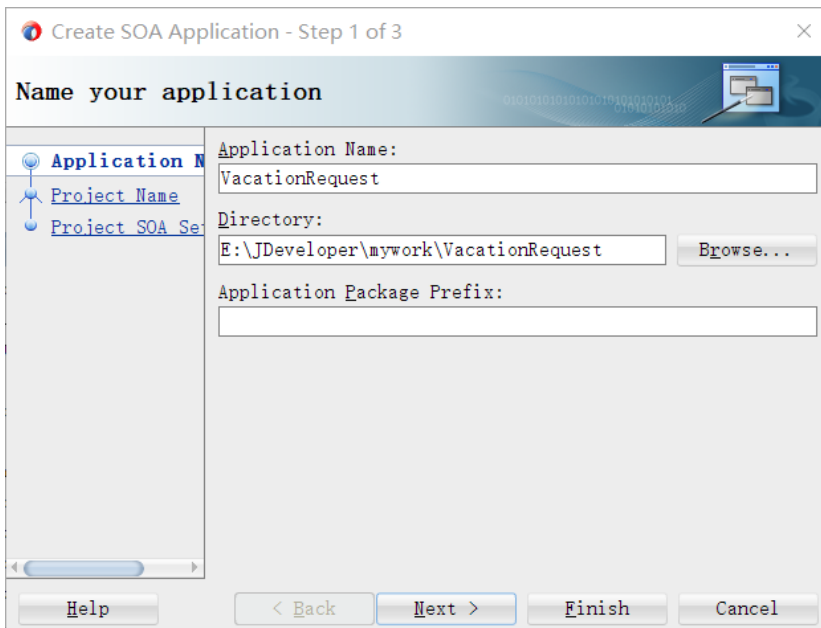 Create SOA Application - Step 1 of 3
Name your application
Application N
Project Name
Project SOA Se
Application Name:
VacationRequest
Directory:
E:\JDeveloper\mywork\VacationRequest
Browse...
Application Package Prefix:
Help
< Back
Next >
Finish
Cancel